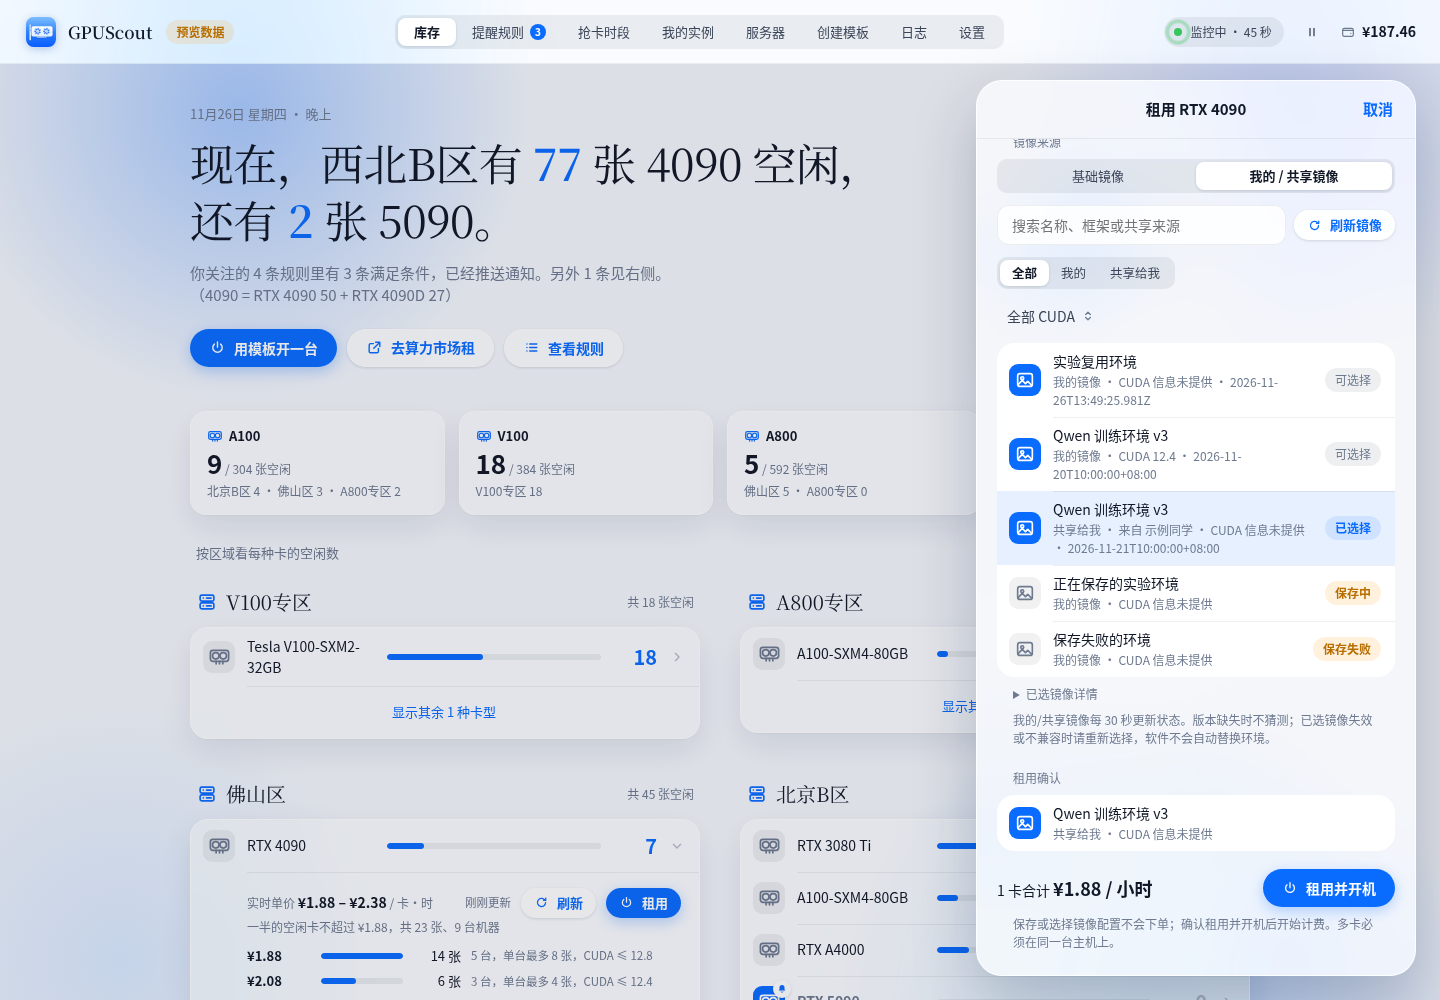 GPUScout
预览数据
库存
提醒规则 3
抢卡时段
我的实例
服务器
创建模板
日志
设置
监控中 · 45 秒
¥187.46
11月26日 星期四 · 晚上
现在，西北B区有 77 张 4090 空闲，
还有 2 张 5090。
你关注的 4 条规则里有 3 条满足条件，已经推送通知。另外 1 条见右侧。
（4090 = RTX 4090 50 + RTX 4090D 27）
用模板开一台
去算力市场租
查看规则
A100
9 / 304 张空闲
北京B区 4 · 佛山区 3 · A800专区 2
V100
18 / 384 张空闲
V100专区 18
A800
5 / 592 张空闲
佛山区 5 · A800专区 0
按区域看每种卡的空闲数
V100专区
共 18 张空闲
Tesla V100-SXM2-
32GB
18
显示其余 1 种卡型
A800专区
A100-SXM4-80GB
显示其
佛山区
共 45 张空闲
RTX 4090
7
实时单价 ¥1.88 – ¥2.38 / 卡·时
刚刚更新
刷新
租用
一半的空闲卡不超过 ¥1.88，共 23 张、9 台机器
¥1.88
14 张
5 台，单台最多 8 张，CUDA ≤ 12.8
¥2.08
6 张
3 台，单台最多 4 张，CUDA ≤ 12.4
北京B区
RTX 3080 Ti
A100-SXM4-80GB
RTX A4000
RTX 5090
租用 RTX 4090
取消
镜像来源
基础镜像
我的 / 共享镜像
搜索名称、框架或共享来源
刷新镜像
全部
我的
共享给我
全部 CUDA
实验复用环境
我的镜像 · CUDA 信息未提供 · 2026-11-
26T13:49:25.981Z
可选择
Qwen 训练环境 v3
我的镜像 · CUDA 12.4 · 2026-11-
20T10:00:00+08:00
可选择
Qwen 训练环境 v3
共享给我 · 来自 示例同学 · CUDA 信息未提供
· 2026-11-21T10:00:00+08:00
已选择
正在保存的实验环境
我的镜像 · CUDA 信息未提供
保存中
保存失败的环境
我的镜像 · CUDA 信息未提供
保存失败
已选镜像详情
我的/共享镜像每 30 秒更新状态。版本缺失时不猜测；已选镜像失效
或不兼容时请重新选择，软件不会自动替换环境。
租用确认
Qwen 训练环境 v3
共享给我 · CUDA 信息未提供
1 卡合计 ¥1.88 / 小时
租用并开机
保存或选择镜像配置不会下单；确认租用并开机后开始计费。多卡必
须在同一台主机上。